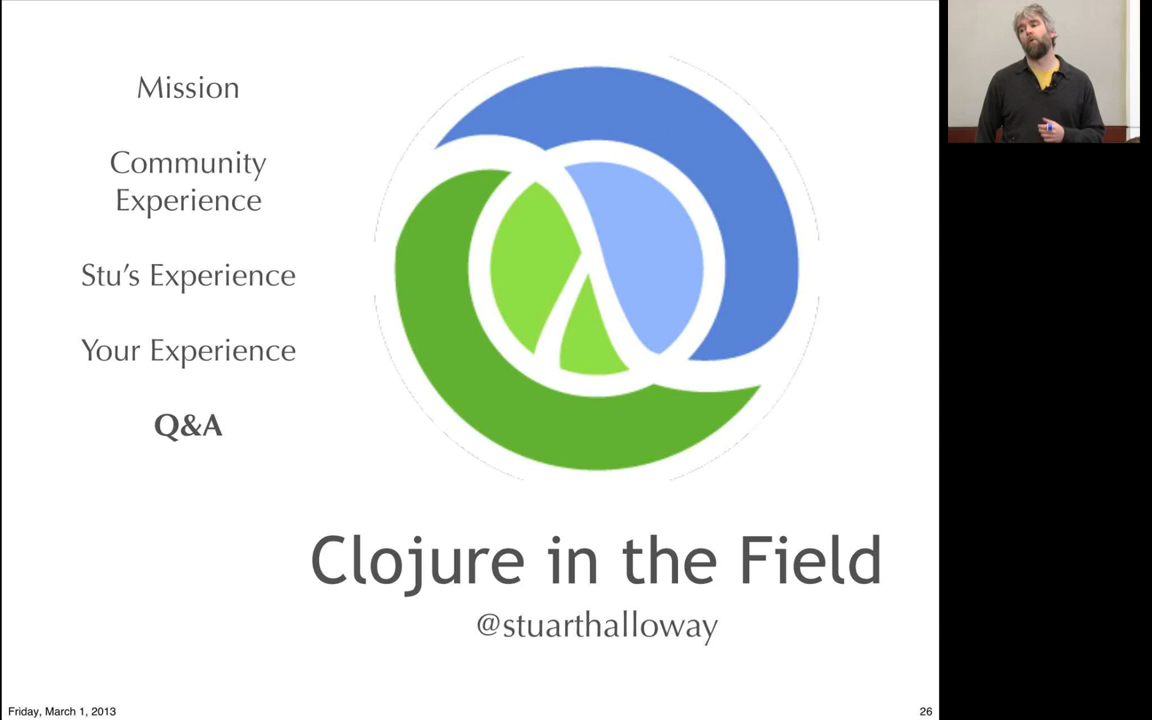 Mission
Community
Experience
Stu's Experience
Your Experience
Q&A
Clojure in the Field
@stuarthalloway
Friday, March 1, 2013
26